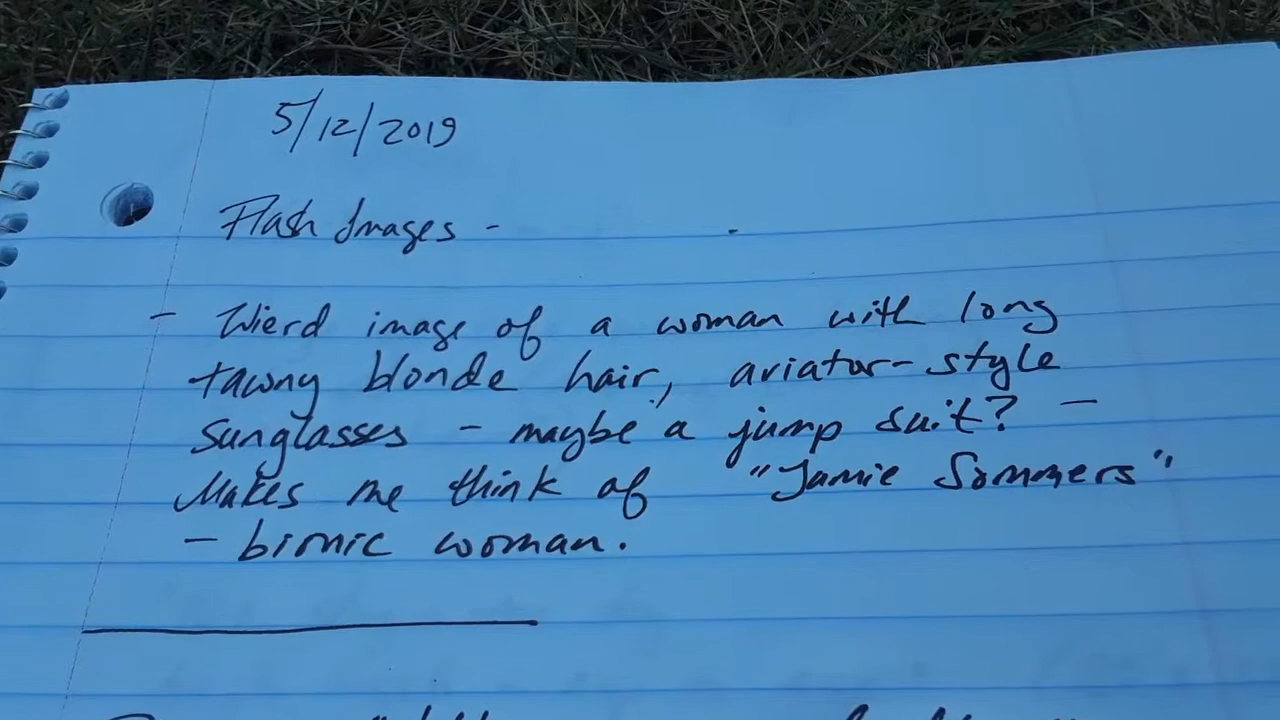 5/12/2019
Flash Images -
- Wierd image of a woman with long
tawny blonde hair, aviator-style
sunglasses - maybe a jump suit? -
Makes me think of "Jamie Sommers"
- bionic woman.